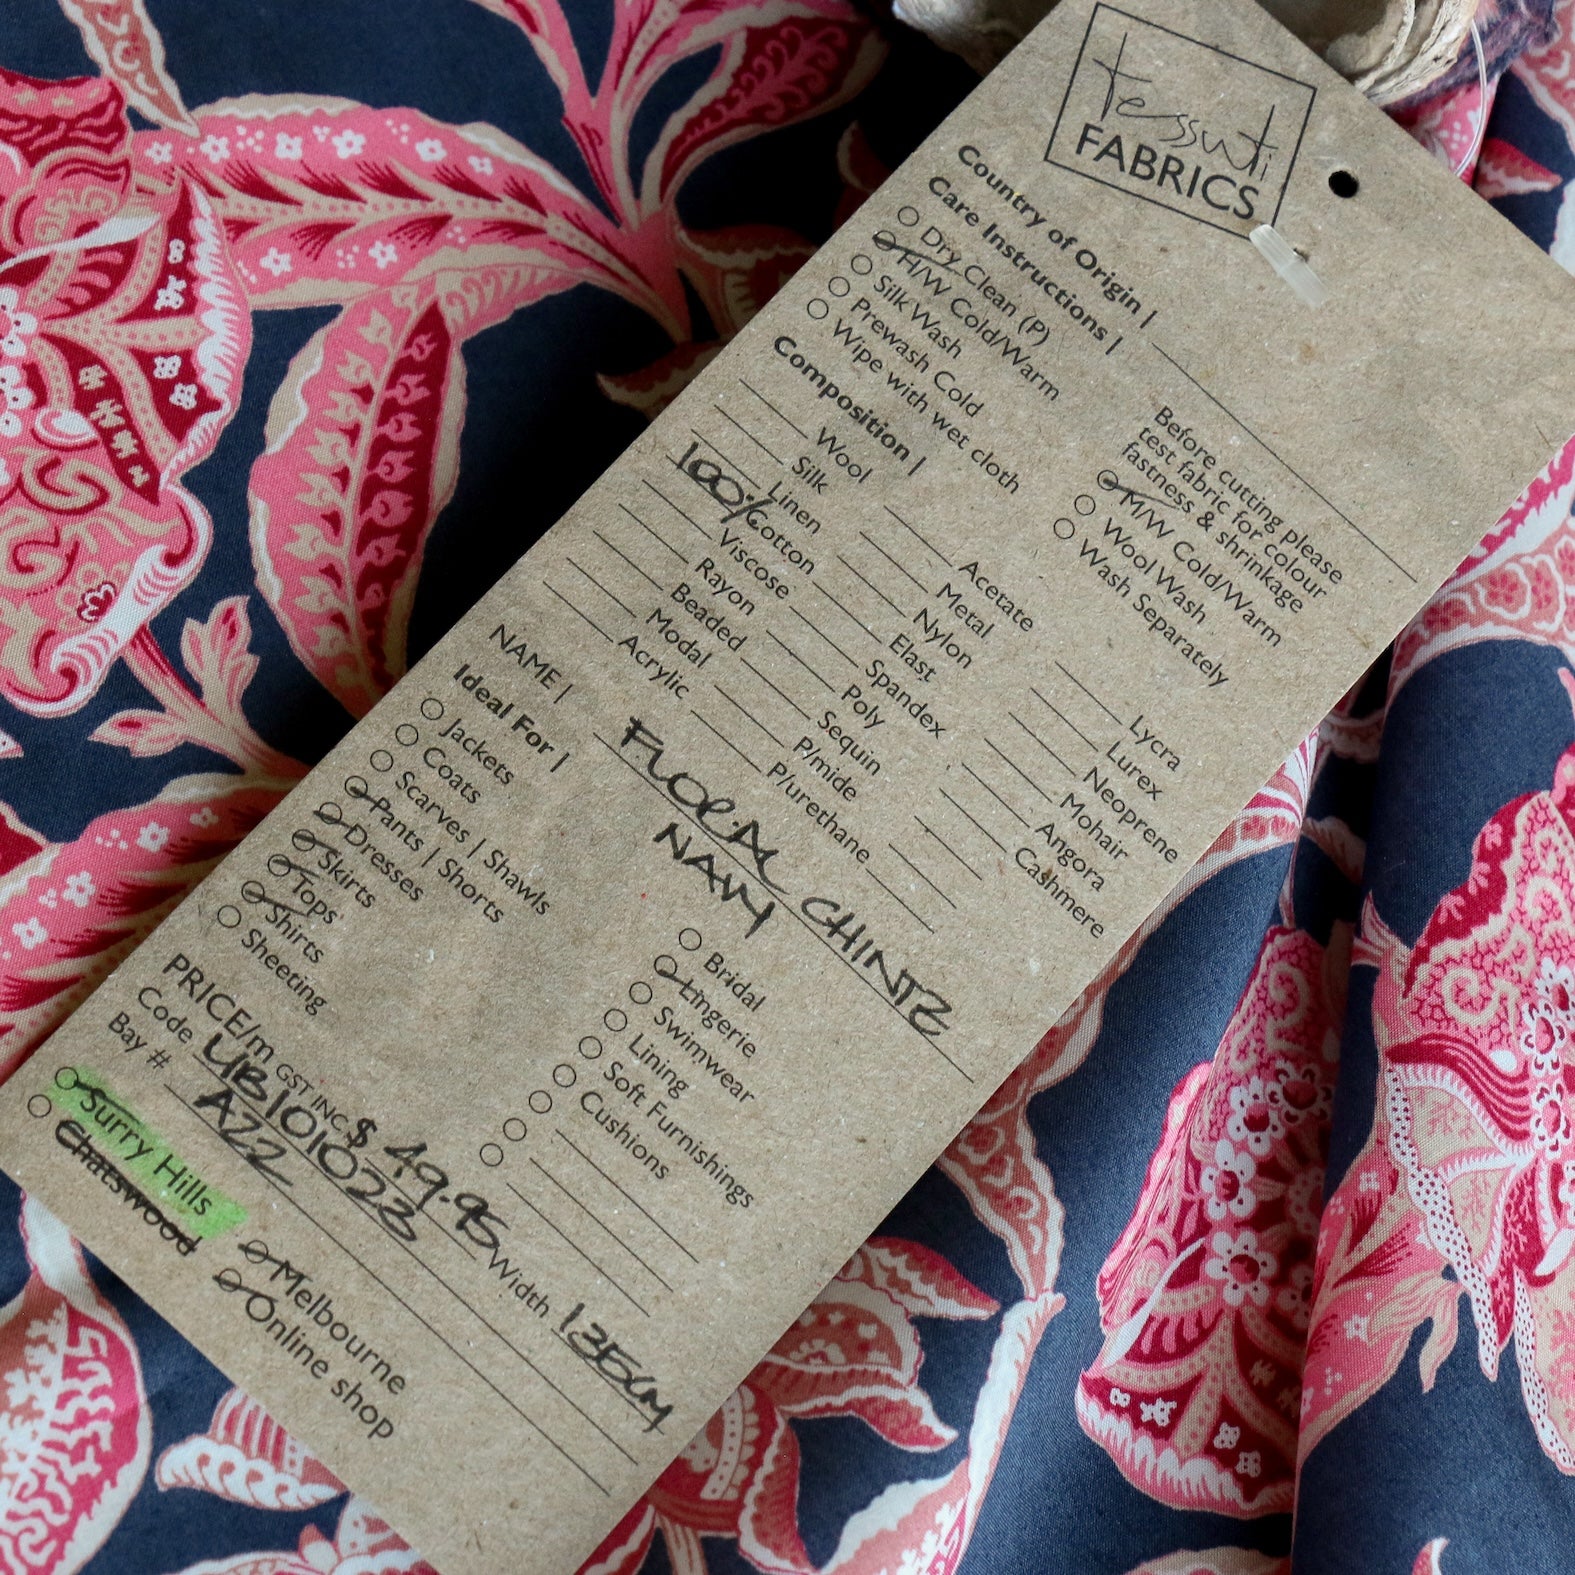 tessuti
FABRICS
Country of Origin |
Care Instructions |
Dry Clean (P)
H/W Cold/Warm
Silk Wash
Prewash Cold
Wipe with wet cloth
Before cutting please
test fabric for colour
fastness & shrinkage
M/W Cold/Warm
Wool Wash
Wash Separately
Composition |
Wool
Silk
Linen
100% Cotton
Viscose
Rayon
Beaded
Modal
Acrylic
Acetate
Metal
Nylon
Elast
Spandex
Poly
Sequin
P/mide
P/urethane
Lycra
Lurex
Neoprene
Mohair
Angora
Cashmere
NAME | FLORAL CHINTZ
NAVY
Ideal For |
Jackets
Coats
Scarves | Shawls
Pants | Shorts
Dresses
Skirts
Tops
Shirts
Sheeting
Bridal
Lingerie
Swimwear
Lining
Soft Furnishings
Cushions
PRICE/m GST INC $ 49.95 Width 135cm
Code UB101023
Bay # A22
Surry Hills
Chatswood
Melbourne
Online shop